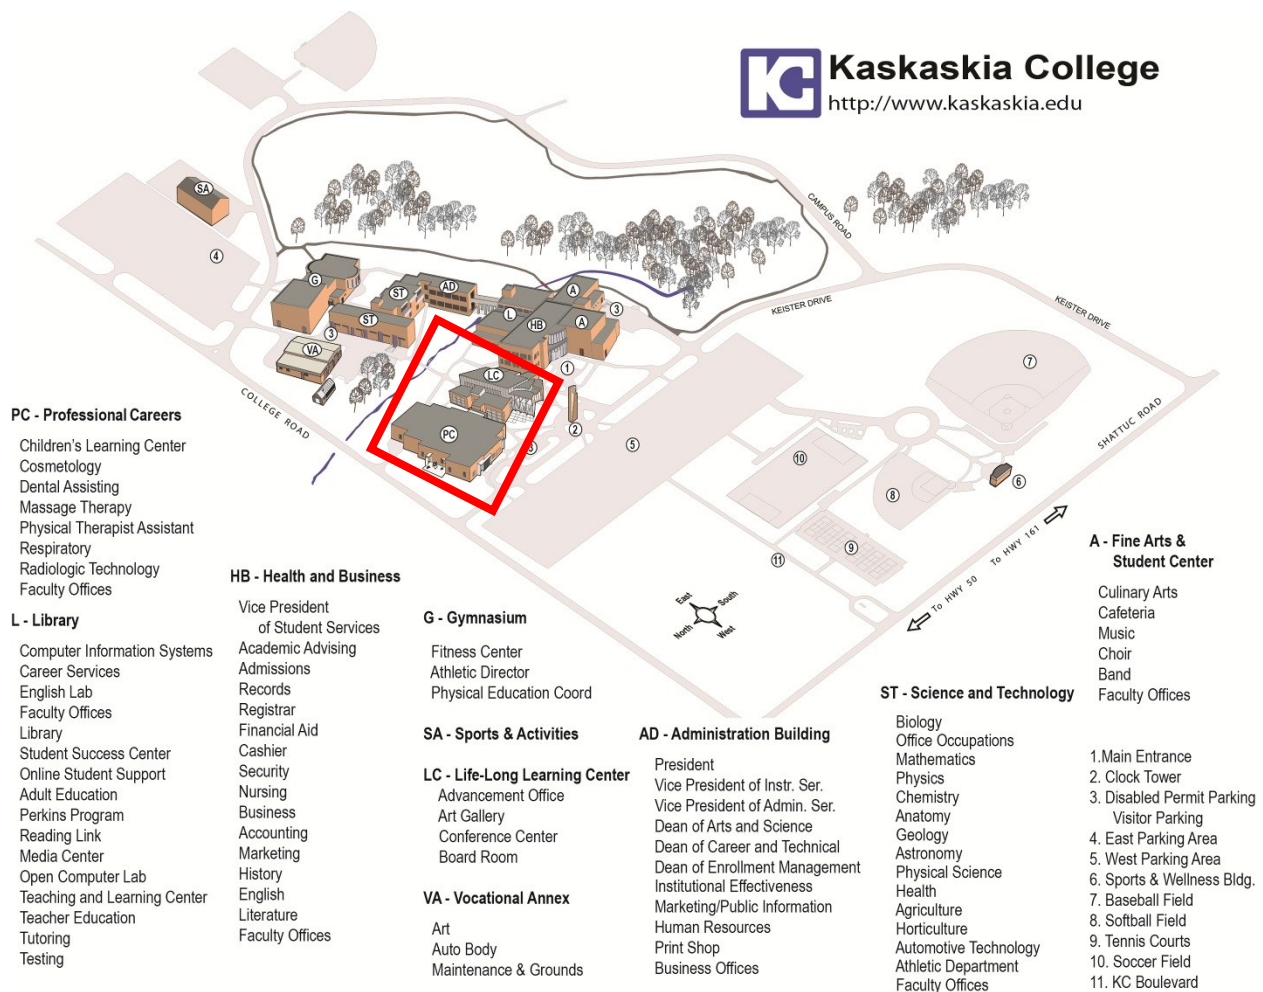 KC Kaskaskia College
http://www.kaskaskia.edu
SA
4
CAMPUS ROAD
G
ST
AD
A
L
HB
A
3
KEISTER DRIVE
KEISTER DRIVE
ST
3
VA
LC
1
2
PC
3
5
7
SHATTUC ROAD
COLLEGE ROAD
10
8
6
9
11
To HWY 161
To HWY 50
East
South
North
West
PC - Professional Careers
Children's Learning Center
Cosmetology
Dental Assisting
Massage Therapy
Physical Therapist Assistant
Respiratory
Radiologic Technology
Faculty Offices
L - Library
Computer Information Systems
Career Services
English Lab
Faculty Offices
Library
Student Success Center
Online Student Support
Adult Education
Perkins Program
Reading Link
Media Center
Open Computer Lab
Teaching and Learning Center
Teacher Education
Tutoring
Testing
HB - Health and Business
Vice President
of Student Services
Academic Advising
Admissions
Records
Registrar
Financial Aid
Cashier
Security
Nursing
Business
Accounting
Marketing
History
English
Literature
Faculty Offices
G - Gymnasium
Fitness Center
Athletic Director
Physical Education Coord
SA - Sports & Activities
LC - Life-Long Learning Center
Advancement Office
Art Gallery
Conference Center
Board Room
VA - Vocational Annex
Art
Auto Body
Maintenance & Grounds
AD - Administration Building
President
Vice President of Instr. Ser.
Vice President of Admin. Ser.
Dean of Arts and Science
Dean of Career and Technical
Dean of Enrollment Management
Institutional Effectiveness
Marketing/Public Information
Human Resources
Print Shop
Business Offices
ST - Science and Technology
Biology
Office Occupations
Mathematics
Physics
Chemistry
Anatomy
Geology
Astronomy
Physical Science
Health
Agriculture
Horticulture
Automotive Technology
Athletic Department
Faculty Offices
A - Fine Arts &
Student Center
Culinary Arts
Cafeteria
Music
Choir
Band
Faculty Offices
1.Main Entrance
2. Clock Tower
3. Disabled Permit Parking
Visitor Parking
4. East Parking Area
5. West Parking Area
6. Sports & Wellness Bldg.
7. Baseball Field
8. Softball Field
9. Tennis Courts
10. Soccer Field
11. KC Boulevard